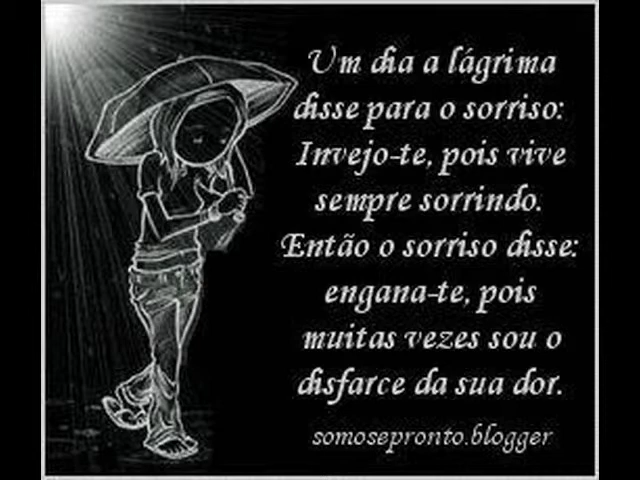 Um dia a lágrima
disse para o sorriso:
Invejo-te, pois vive
sempre sorrindo.
Então o sorriso disse:
engana-te, pois
muitas vezes sou o
disfarce da sua dor.
somosepronto.blogger